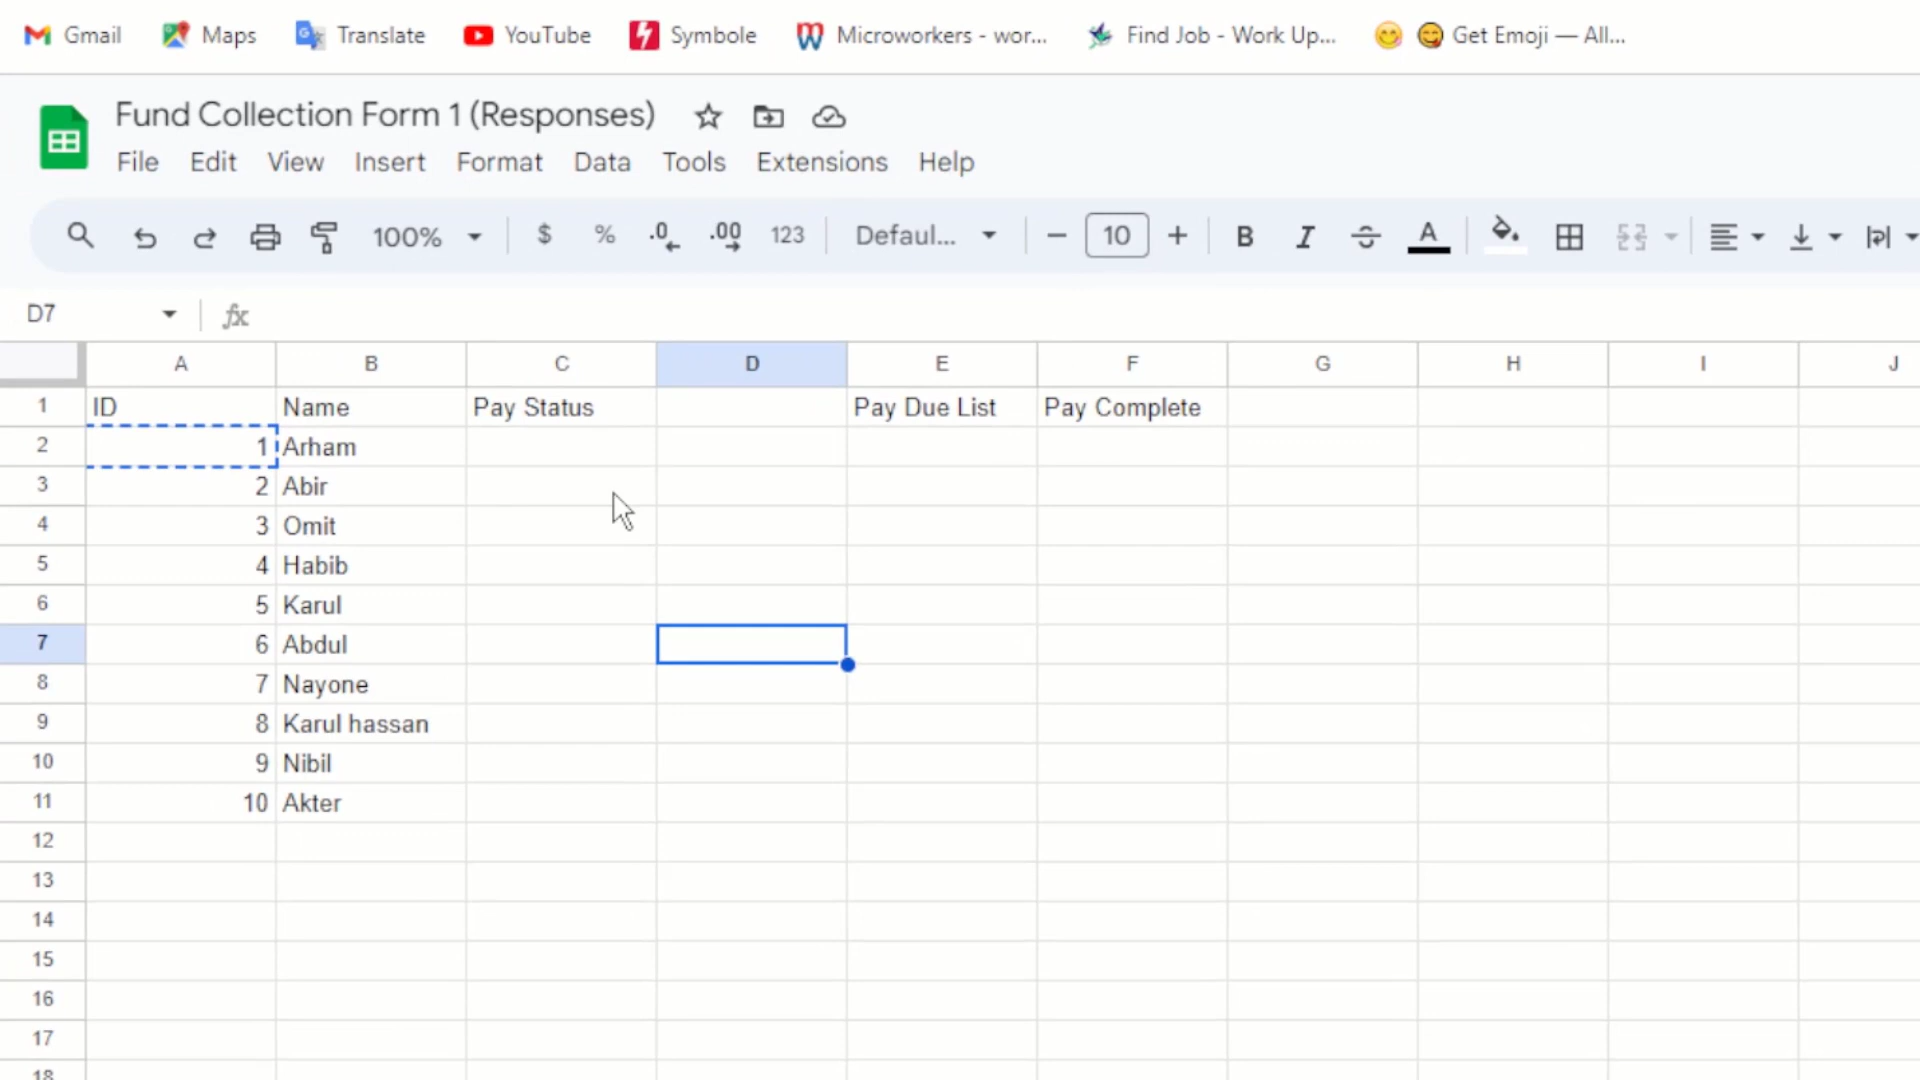 Gmail Maps Translate YouTube Symbole Microworkers - wor... Find Job - Work Up... Get Emoji — All...
Fund Collection Form 1 (Responses)
File Edit View Insert Format Data Tools Extensions Help
100% $ % .0 .00 123 Defaul... − 10 + B I A
D7 fx
A B C D E F G H I J
1 ID Name Pay Status Pay Due List Pay Complete
2 1 Arham
3 2 Abir
4 3 Omit
5 4 Habib
6 5 Karul
7 6 Abdul
8 7 Nayone
9 8 Karul hassan
10 9 Nibil
11 10 Akter
12
13
14
15
16
17
18